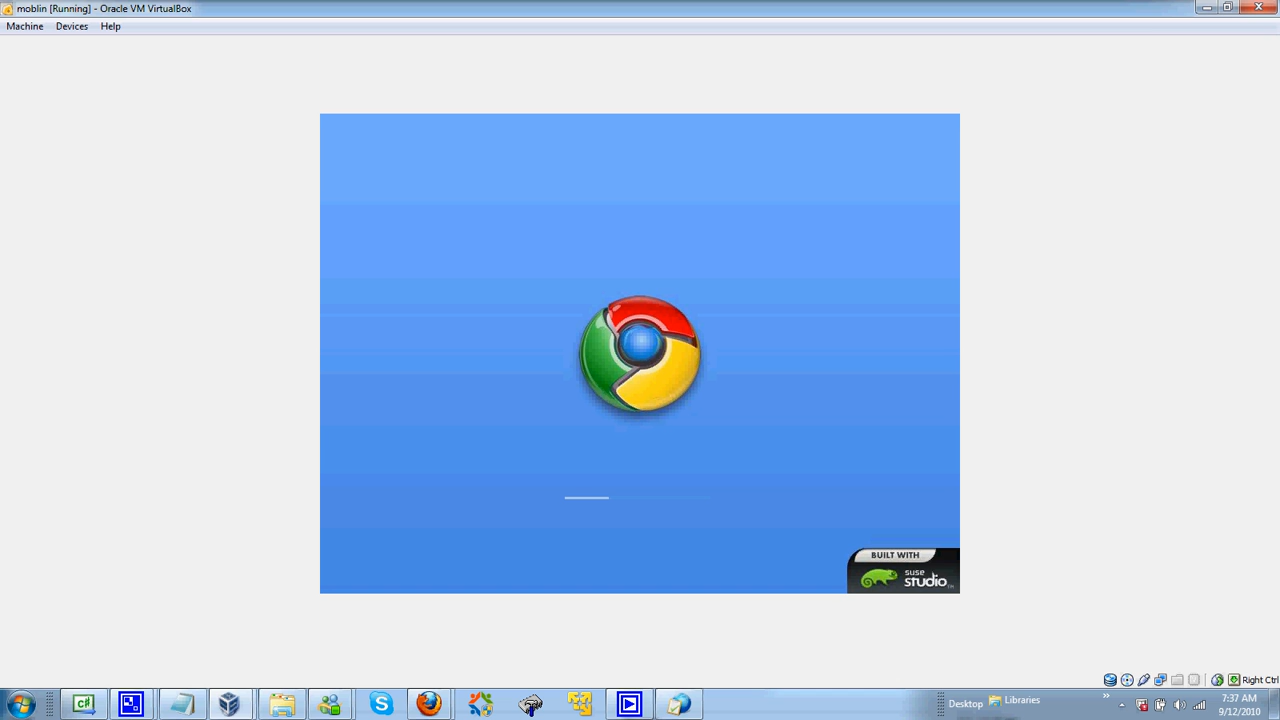 moblin [Running] - Oracle VM VirtualBox
Machine Devices Help
BUILT WITH
suse
studio
Right Ctrl
C#
Desktop
Libraries
7:37 AM
9/12/2010